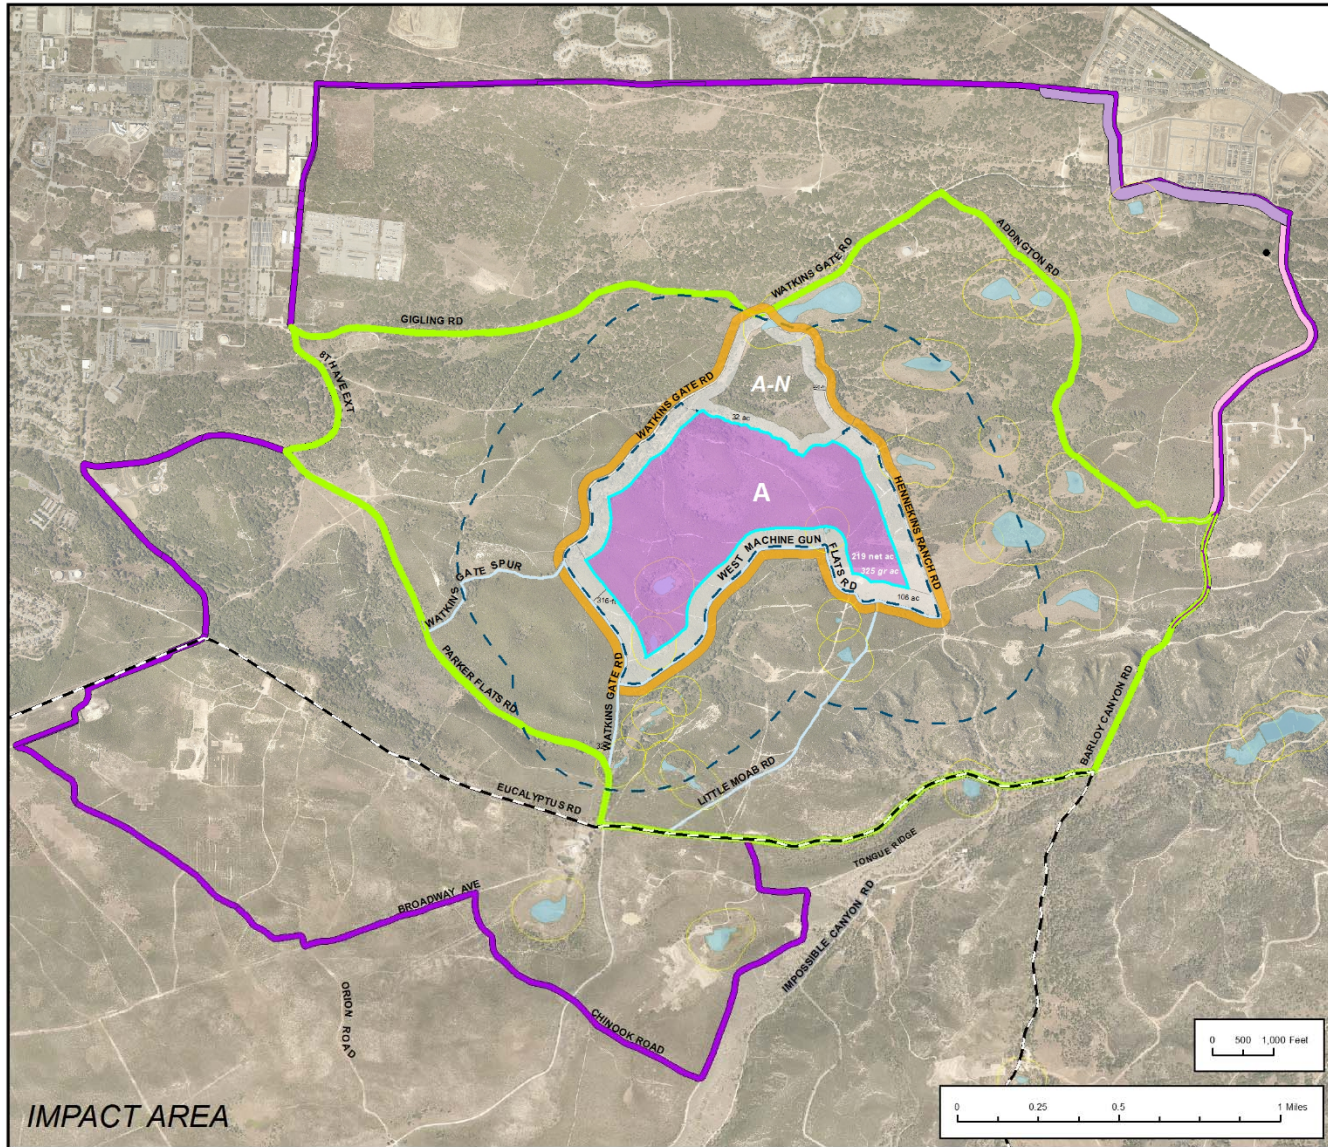 WATKINS GATE RD
ADDINGTON RD
GIGLING RD
8TH AVE EXT
A-N
WATKINS GATE RD
32 ac
A
HENNEKINS RANCH RD
WEST MACHINE GUN
FLATS RD
219 net ac
325 gr ac
WATKINS GATE SPUR
106 ac
PARKER FLATS RD
WATKINS GATE RD
BARLOY CANYON RD
LITTLE MOAB RD
EUCALYPTUS RD
TONGUE RIDGE
BROADWAY AVE
IMPOSSIBLE CANYON RD
ORION ROAD
CHINOOK ROAD
0 500 1,000 Feet
0 0.25 0.5 1 Miles
IMPACT AREA